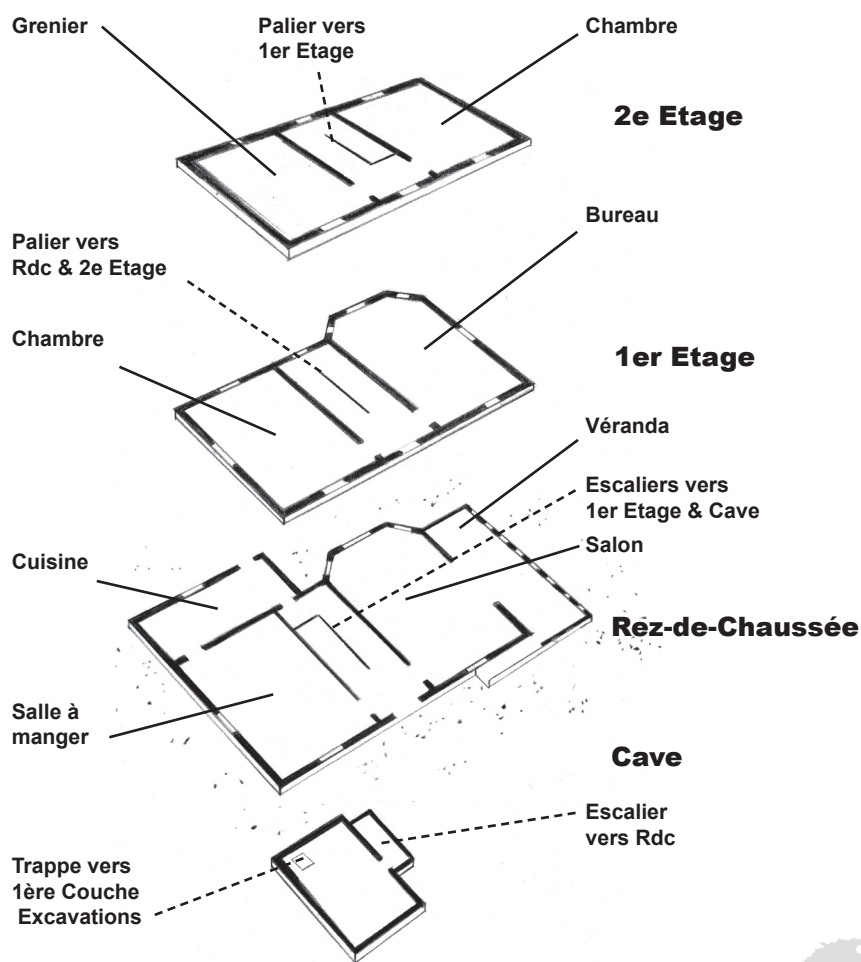 Grenier
Palier vers
1er Etage
Chambre
2e Etage
Bureau
Palier vers
Rdc & 2e Etage
Chambre
1er Etage
Véranda
Escaliers vers
1er Etage & Cave
Cuisine
Salon
Rez-de-Chaussée
Salle à
manger
Cave
Escalier
vers Rdc
Trappe vers
1ère Couche
Excavations